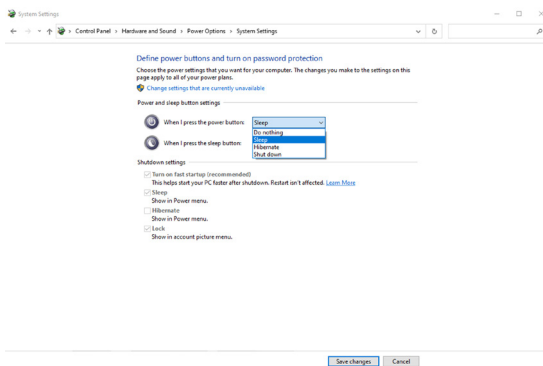 System Settings
Control Panel > Hardware and Sound > Power Options > System Settings
Define power buttons and turn on password protection
Choose the power settings that you want for your computer. The changes you make to the settings on this
page apply to all of your power plans.
Change settings that are currently unavailable
Power and sleep button settings
When I press the power button: Sleep
Do nothing
Sleep
Hibernate
Shut down
When I press the sleep button:
Shutdown settings
Turn on fast startup (recommended)
This helps start your PC faster after shutdown. Restart isn't affected. Learn More
Sleep
Show in Power menu.
Hibernate
Show in Power menu.
Lock
Show in account picture menu.
Save changes Cancel